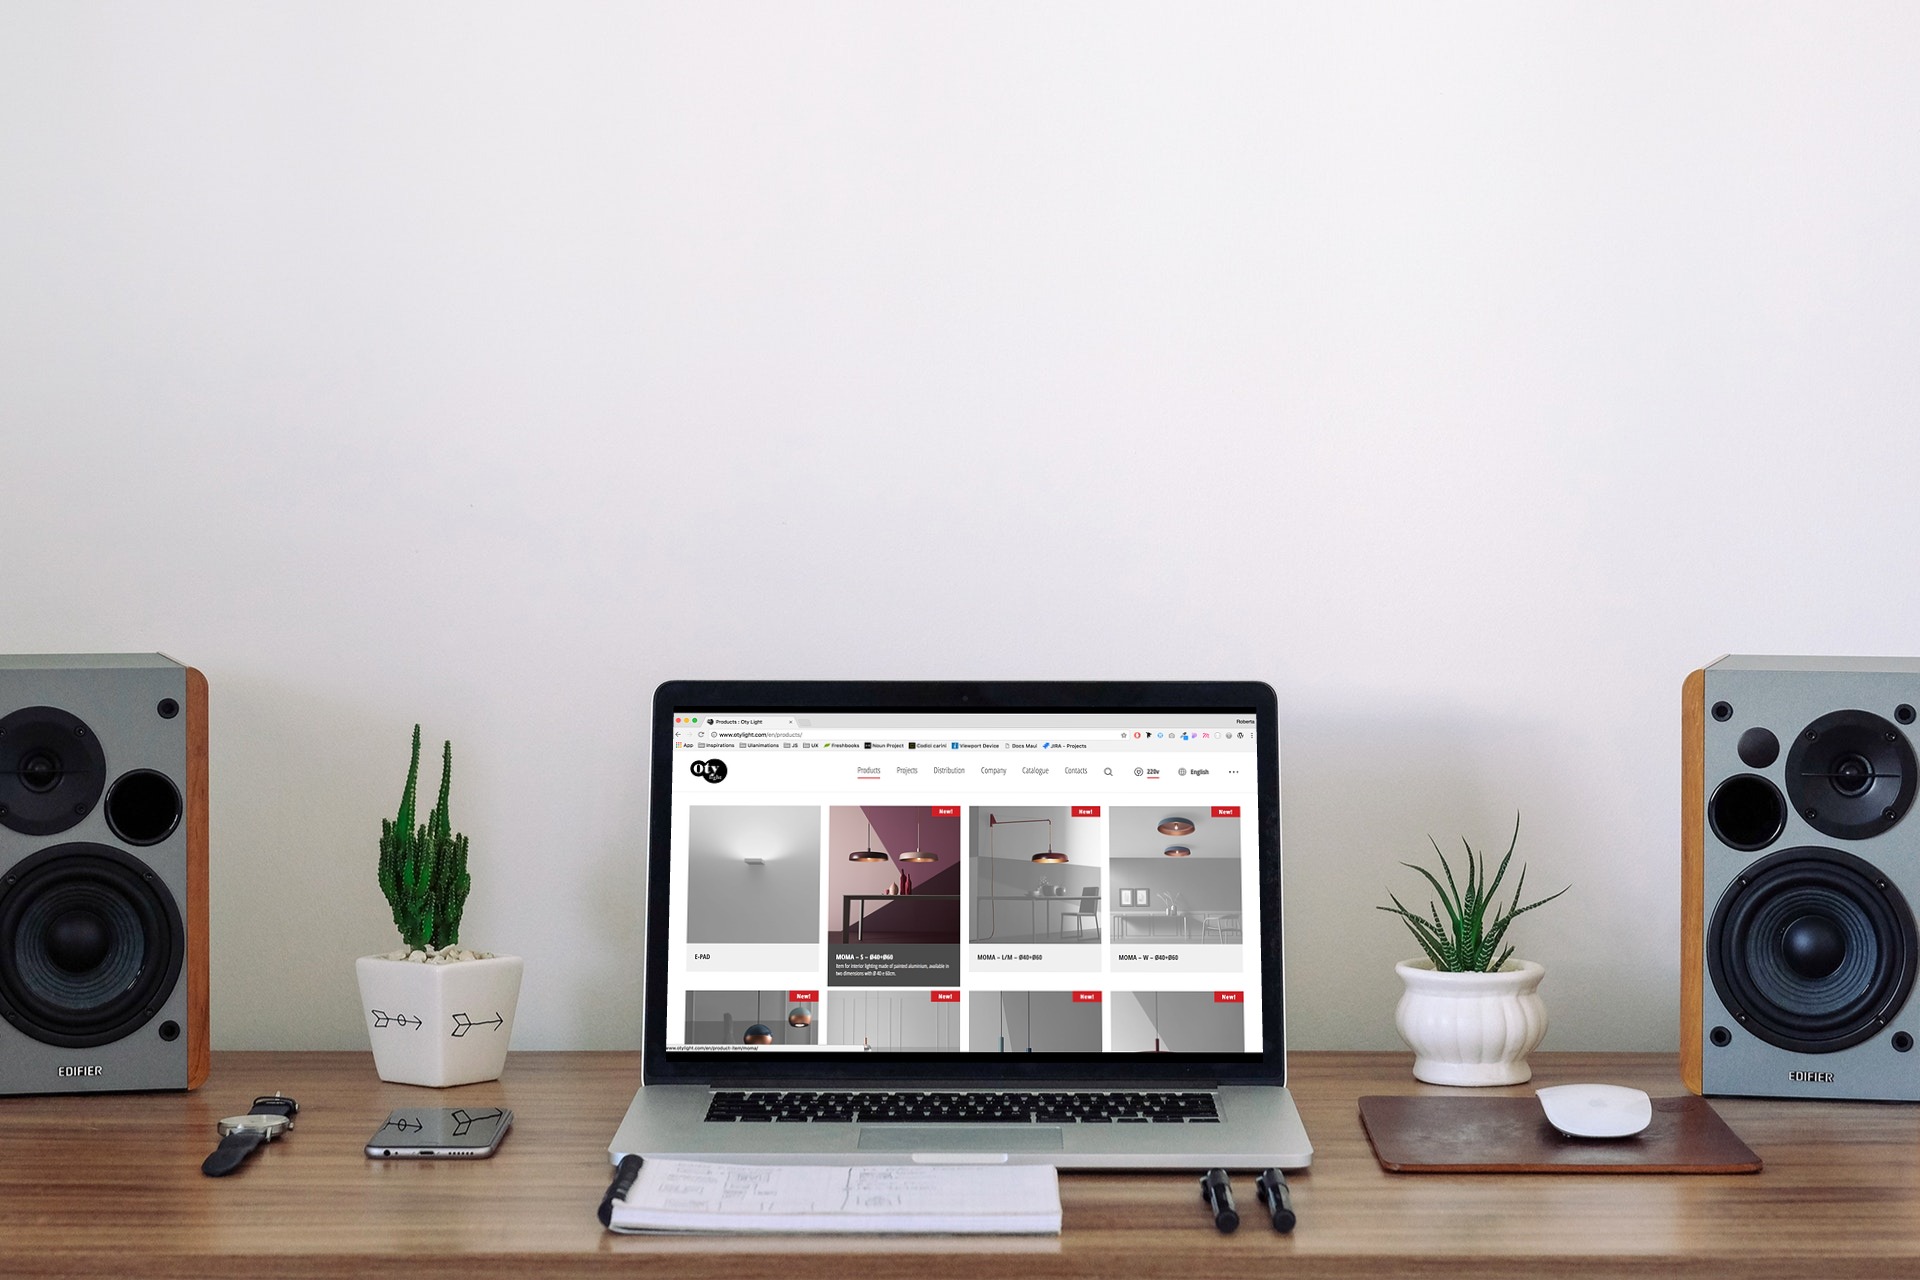 Products : Oty Light
Roberta
www.otylight.com/en/products/
App Inspirations UIanimations JS UX Freshbooks Noun Project Codici carini Viewport Device Docs Maul JIRA - Projects
Oty
light
Products Projects Distribution Company Catalogue Contacts 220v English
New! New! New!
E-PAD
MOMA – S – Ø40÷Ø60
Item for interior lighting made of painted aluminium, available in
two dimensions with Ø 40 e 60cm.
MOMA – L/M – Ø40÷Ø60
MOMA – W – Ø40÷Ø60
New! New! New! New!
www.otylight.com/en/product-item/moma/
EDIFIER
EDIFIER